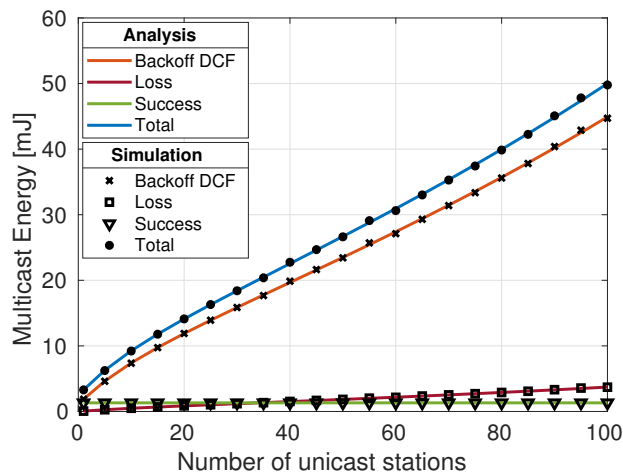 60
50
40
30
20
10
0
Multicast Energy [mJ]
Analysis
Backoff DCF
Loss
Success
Total
Simulation
Backoff DCF
Loss
Success
Total
0 20 40 60 80 100
Number of unicast stations